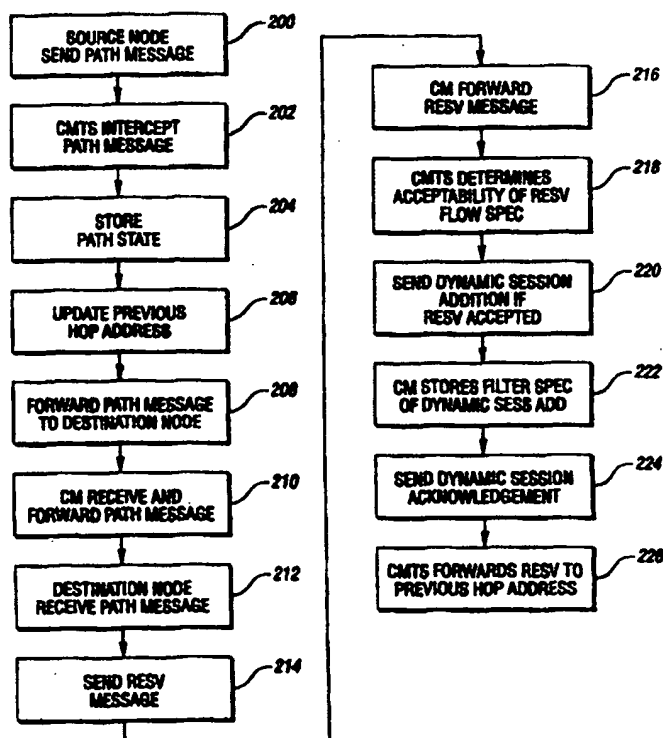 SOURCE NODE
SEND PATH MESSAGE
200
CMTS INTERCEPT
PATH MESSAGE
202
STORE
PATH STATE
204
UPDATE PREVIOUS
HOP ADDRESS
206
FORWARD PATH MESSAGE
TO DESTINATION NODE
208
CM RECEIVE AND
FORWARD PATH MESSAGE
210
DESTINATION NODE
RECEIVE PATH MESSAGE
212
SEND RESV
MESSAGE
214
CM FORWARD
RESV MESSAGE
216
CMTS DETERMINES
ACCEPTABILITY OF RESV
FLOW SPEC
218
SEND DYNAMIC SESSION
ADDITION IF
RESV ACCEPTED
220
CM STORES FILTER SPEC
OF DYNAMIC SESS ADD
222
SEND DYNAMIC SESSION
ACKNOWLEDGEMENT
224
CMTS FORWARDS RESV TO
PREVIOUS HOP ADDRESS
226